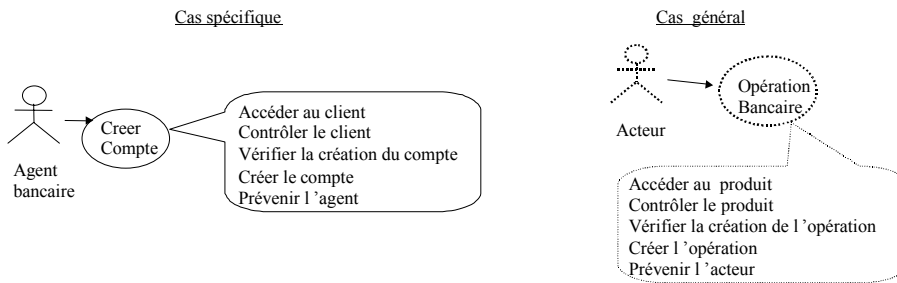 Cas spécifique
Agent
bancaire
Creer
Compte
Accéder au client
Contrôler le client
Vérifier la création du compte
Créer le compte
Prévenir l ’agent
Cas général
Acteur
Opération
Bancaire
Accéder au produit
Contrôler le produit
Vérifier la création de l ’opération
Créer l ’opération
Prévenir l ’acteur